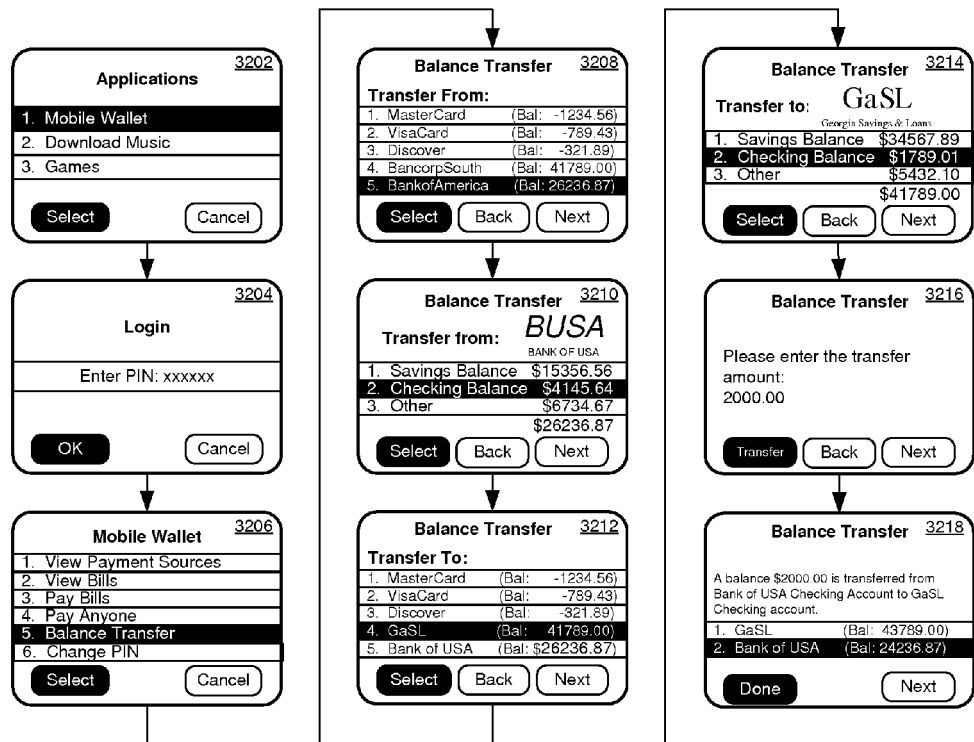 3202
Applications
1. Mobile Wallet
2. Download Music
3. Games
Select Cancel
3204
Login
Enter PIN: xxxxxx
OK Cancel
3206
Mobile Wallet
1. View Payment Sources
2. View Bills
3. Pay Bills
4. Pay Anyone
5. Balance Transfer
6. Change PIN
Select Cancel
3208
Balance Transfer
Transfer From:
1. MasterCard (Bal: -1234.56)
2. VisaCard (Bal: -789.43)
3. Discover (Bal: -321.89)
4. BancorpSouth (Bal: 41789.00)
5. BankofAmerica (Bal: 26236.87)
Select Back Next
3210
Balance Transfer
Transfer from: BUSA
BANK OF USA
1. Savings Balance $15356.56
2. Checking Balance $4145.64
3. Other $6734.67
$26236.87
Select Back Next
3212
Balance Transfer
Transfer To:
1. MasterCard (Bal: -1234.56)
2. VisaCard (Bal: -789.43)
3. Discover (Bal: -321.89)
4. GaSL (Bal: 41789.00)
5. Bank of USA (Bal: $26236.87)
Select Back Next
3214
Balance Transfer
Transfer to: GaSL
Georgin Savings & Loans
1. Savings Balance $34567.89
2. Checking Balance $1789.01
3. Other $5432.10
$41789.00
Select Back Next
3216
Balance Transfer
Please enter the transfer
amount:
2000.00
Transfer Back Next
3218
Balance Transfer
A balance $2000.00 is transferred from
Bank of USA Checking Account to GaSL
Checking account.
1. GaSL (Bal: 43789.00)
2. Bank of USA (Bal: 24236.87)
Done Next